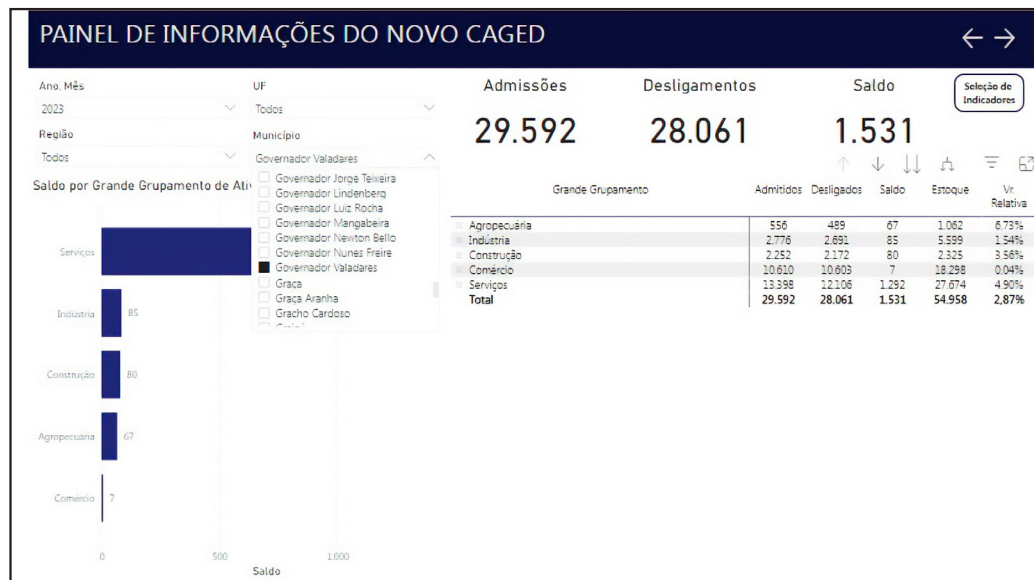 PAINEL DE INFORMAÇÕES DO NOVO CAGED
Ano, Mês
2023
UF
Todos
Região
Todos
Município
Governador Valadares
Admissões
29.592
Desligamentos
28.061
Saldo
1.531
Seleção de
Indicadores
Governador Jorge Teixeira
Governador Lindenberg
Governador Luiz Rocha
Governador Mangabeira
Governador Newton Bello
Governador Nunes Freire
Governador Valadares
Graça
Graça Aranha
Gracho Cardoso
Saldo por Grande Grupamento de Ati
Serviços
Indústria 85
Construção 80
Agropecuária 67
Comércio 7
0 500 1.000
Saldo
Grande Grupamento Admitidos Desligados Saldo Estoque Vr. Relativa
Agropecuária 556 489 67 1.062 6,73%
Indústria 2.776 2.691 85 5.599 1,54%
Construção 2.252 2.172 80 2.325 3,56%
Comércio 10.610 10.603 7 18.298 0,04%
Serviços 13.398 12.106 1.292 27.674 4,90%
Total 29.592 28.061 1.531 54.958 2,87%